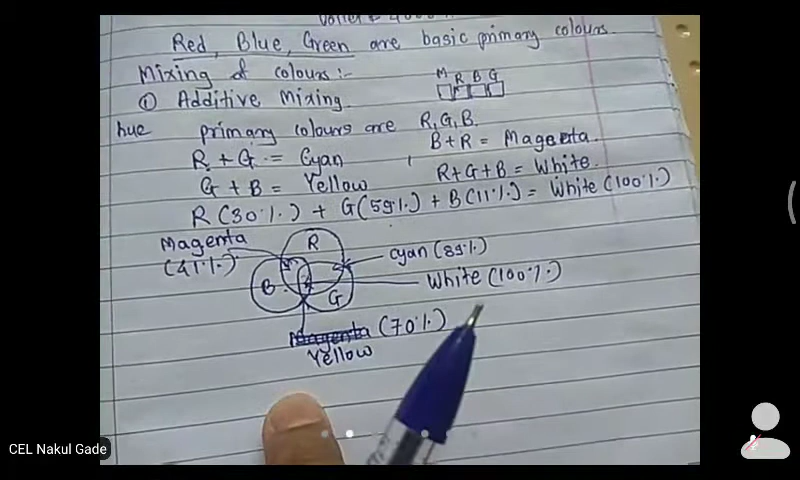 Red, Blue, Green are basic primary colours.
Mixing of colours :-
M R B G
① Additive Mixing.
hue primary colours are R, G, B.
R + G = Cyan
B + R = Magenta.
G + B = Yellow
R+G+B = White.
R (30%) + G (59%) + B (11%) = White (100%)
Magenta
(41%)
R
B
G
Cyan (89%)
White (100%)
(70%)
Yellow
CEL Nakul Gade